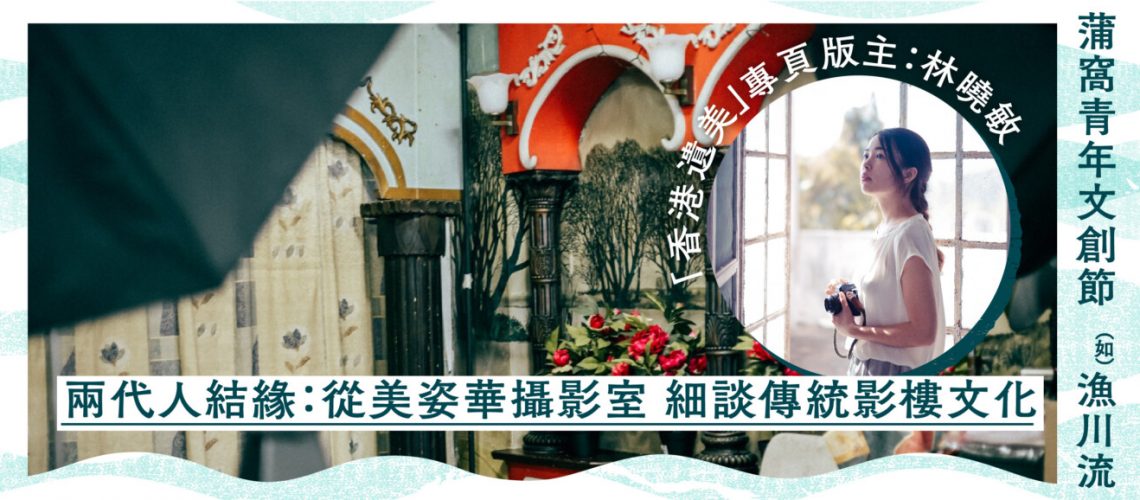 「香港遺美」專頁版主：林曉敏
蒲窩青年文創節（如）漁川流
兩代人結緣：從美姿華攝影室 細談傳統影樓文化